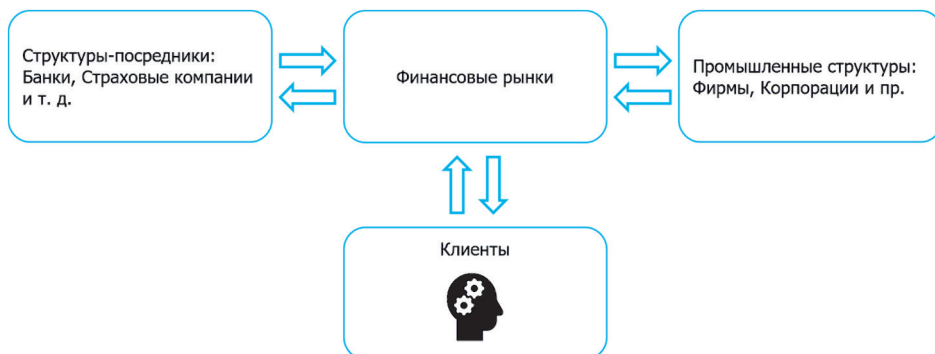 Структуры-посредники:
Банки, Страховые компании
и т. д.
Финансовые рынки
Промышленные структуры:
Фирмы, Корпорации и пр.
Клиенты